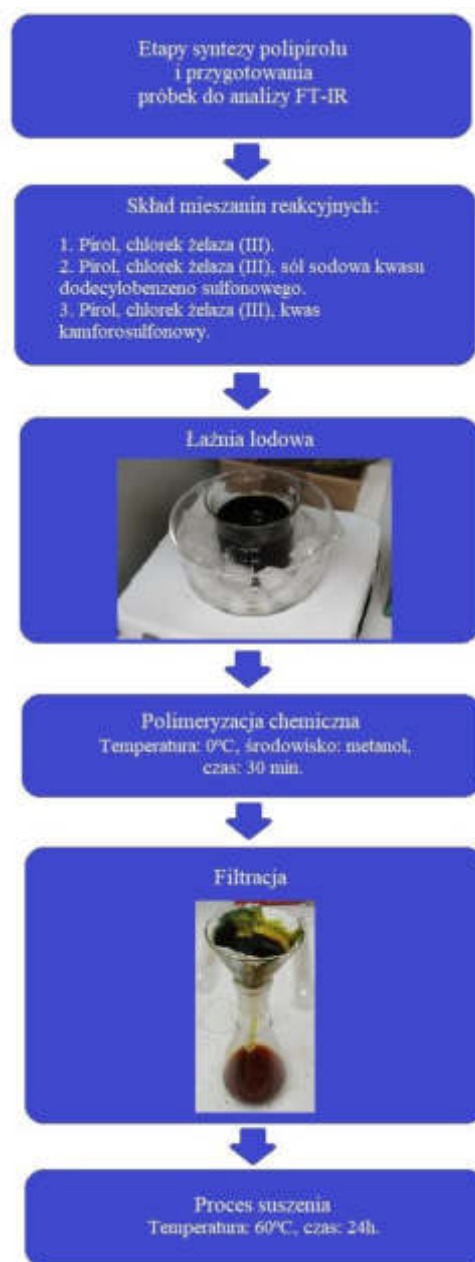 Etapy syntezy polipirolu
i przygotowania
próbek do analizy FT-IR
Skład mieszanin reakcyjnych:
1. Pirol, chlorek żelaza (III).
2. Pirol, chlorek żelaza (III), sól sodowa kwasu
dodecylobenzeno sulfonowego.
3. Pirol, chlorek żelaza (III), kwas
kamforosulfonowy.
Łaźnia lodowa
Polimeryzacja chemiczna
Temperatura: 0ºC, środowisko: metanol,
czas: 30 min.
Filtracja
Proces suszenia
Temperatura: 60ºC, czas: 24h.